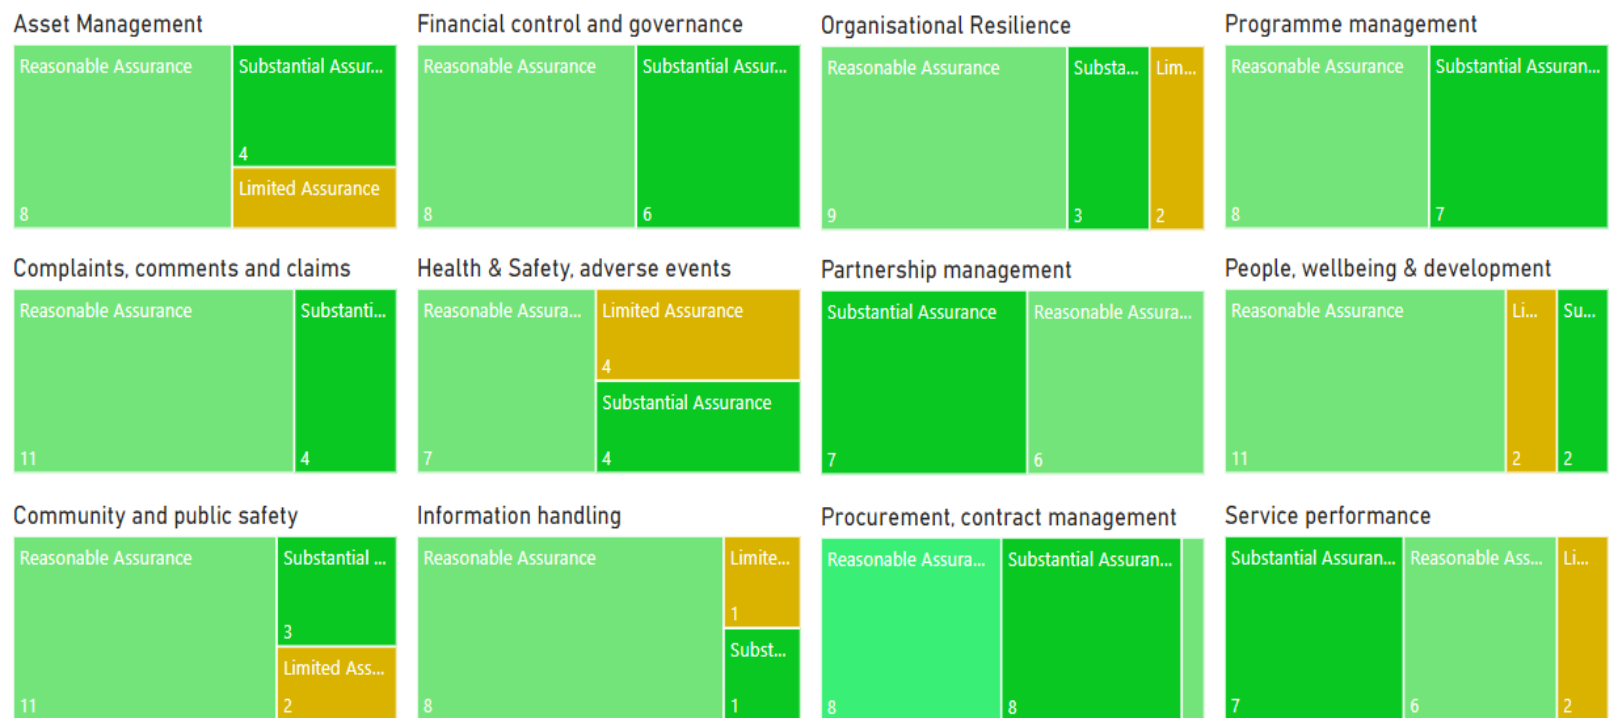 Asset Management
Reasonable Assurance
8
Substantial Assur...
4
Limited Assurance
Financial control and governance
Reasonable Assurance
8
Substantial Assur...
6
Organisational Resilience
Reasonable Assurance
9
Substa...
3
Lim...
2
Programme management
Reasonable Assurance
8
Substantial Assuran...
7
Complaints, comments and claims
Reasonable Assurance
11
Substanti...
4
Health & Safety, adverse events
Reasonable Assura...
7
Limited Assurance
4
Substantial Assurance
4
Partnership management
Substantial Assurance
7
Reasonable Assura...
6
People, wellbeing & development
Reasonable Assurance
11
Li...
2
Su...
2
Community and public safety
Reasonable Assurance
11
Substantial ...
3
Limited Ass...
2
Information handling
Reasonable Assurance
8
Limite...
1
Subst...
1
Procurement, contract management
Reasonable Assura...
8
Substantial Assuran...
8
Service performance
Substantial Assuran...
7
Reasonable Ass...
6
Li...
2